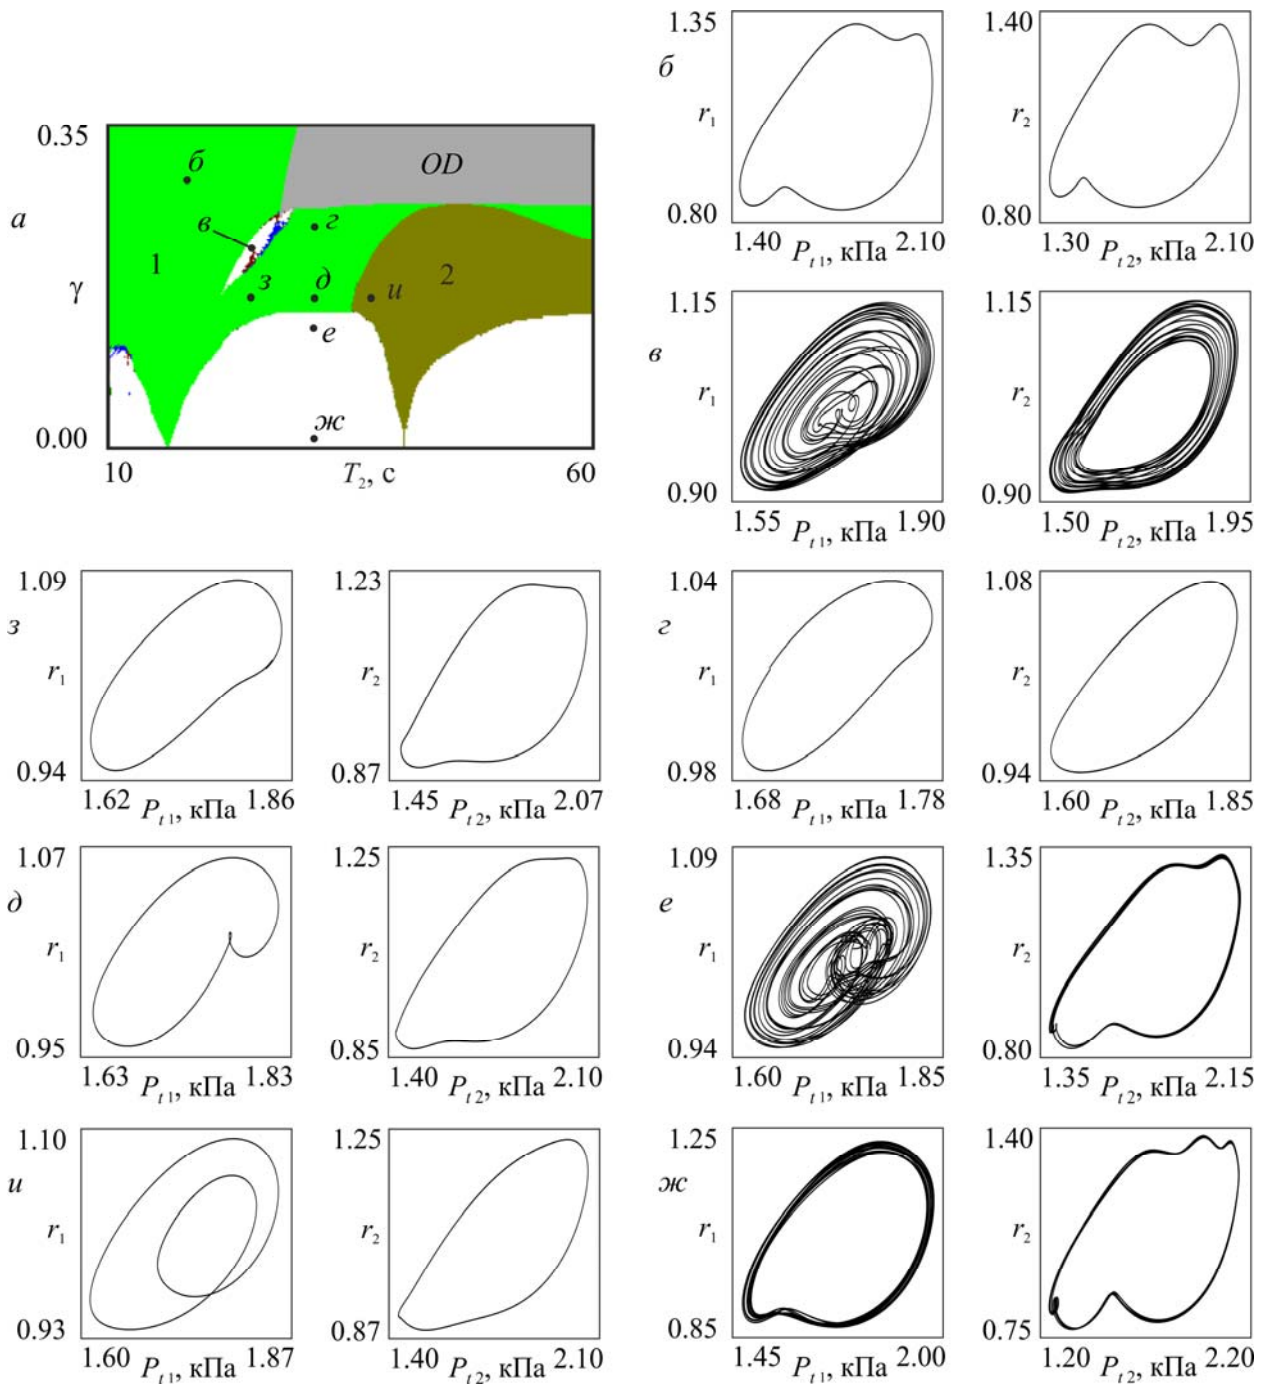 а
0.35
γ
0.00
10
T₂, с
60
OD
б
в
г
1
з
д
и
2
е
ж
б
1.35
r₁
0.80
1.40
Pₜ₁, кПа
2.10
1.40
r₂
0.80
1.30
Pₜ₂, кПа
2.10
в
1.15
r₁
0.90
1.55
Pₜ₁, кПа
1.90
1.15
r₂
0.90
1.50
Pₜ₂, кПа
1.95
з
1.09
r₁
0.94
1.62
Pₜ₁, кПа
1.86
1.23
r₂
0.87
1.45
Pₜ₂, кПа
2.07
г
1.04
r₁
0.98
1.68
Pₜ₁, кПа
1.78
1.08
r₂
0.94
1.60
Pₜ₂, кПа
1.85
д
1.07
r₁
0.95
1.63
Pₜ₁, кПа
1.83
1.25
r₂
0.85
1.40
Pₜ₂, кПа
2.10
е
1.09
r₁
0.94
1.60
Pₜ₁, кПа
1.85
1.35
r₂
0.80
1.35
Pₜ₂, кПа
2.15
и
1.10
r₁
0.93
1.60
Pₜ₁, кПа
1.87
1.25
r₂
0.87
1.40
Pₜ₂, кПа
2.10
ж
1.25
r₁
0.85
1.45
Pₜ₁, кПа
2.00
1.40
r₂
0.75
1.20
Pₜ₂, кПа
2.20